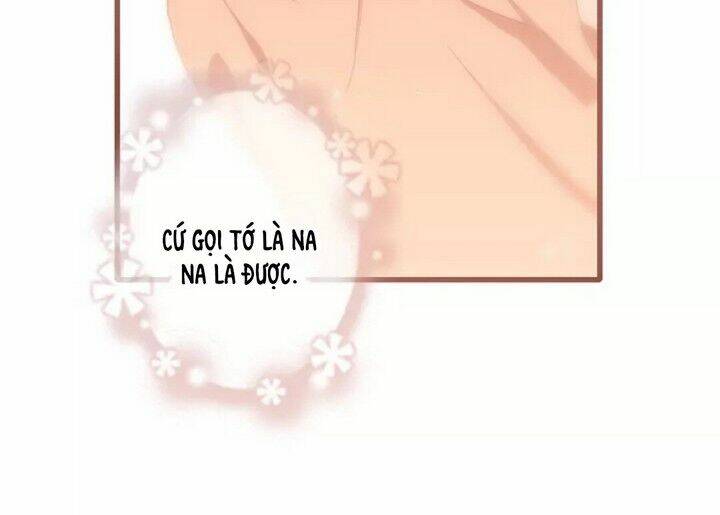 CỨ GỌI TỚ LÀ NA
NA LÀ ĐƯỢC.